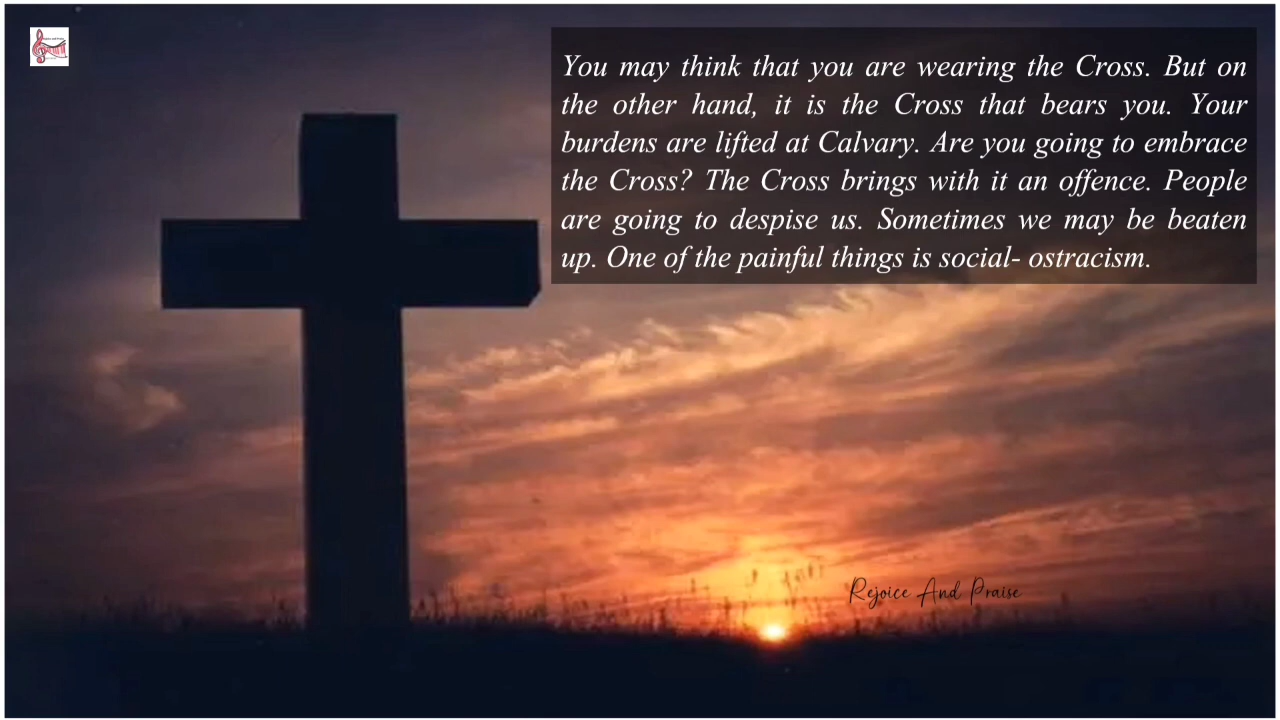 You may think that you are wearing the Cross. But on
the other hand, it is the Cross that bears you. Your
burdens are lifted at Calvary. Are you going to embrace
the Cross? The Cross brings with it an offence. People
are going to despise us. Sometimes we may be beaten
up. One of the painful things is social- ostracism.
Rejoice And Praise